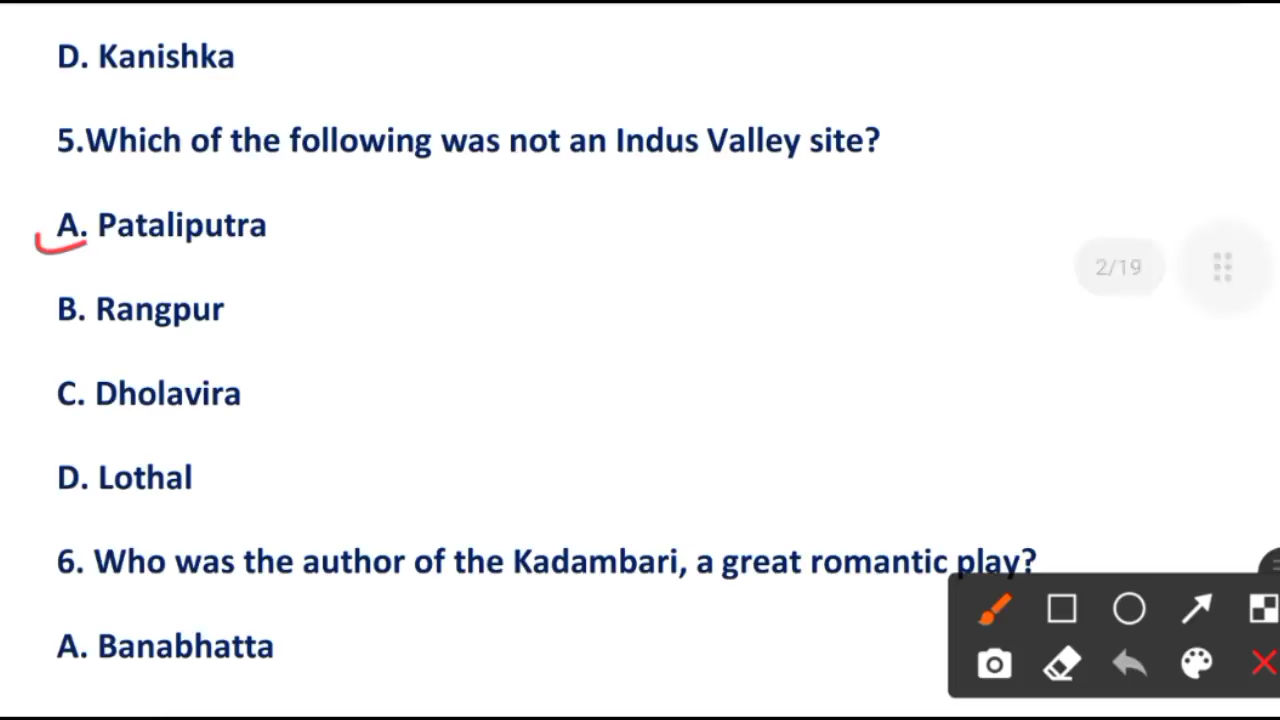 D. Kanishka
5.Which of the following was not an Indus Valley site?
A. Pataliputra
2/19
B. Rangpur
C. Dholavira
D. Lothal
6. Who was the author of the Kadambari, a great romantic play?
A. Banabhatta